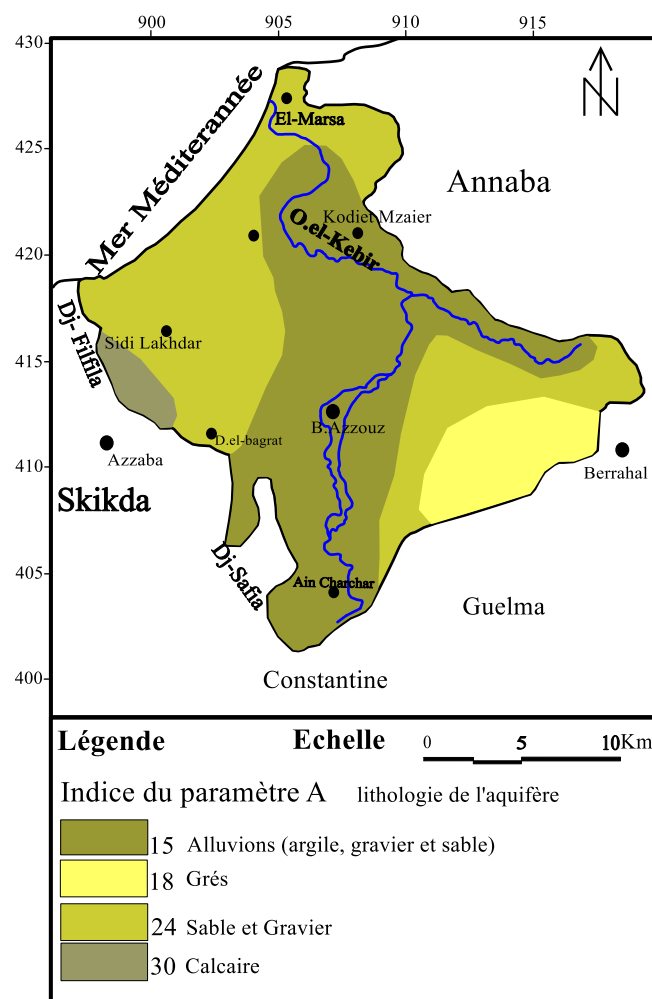 900 905 910 915
430
425
420
415
410
405
400
N
El-Marsa
Mer Méditerannée
Annaba
Kodiet Mzaier
O.el-Kebir
Dj- Filfila
Sidi Lakhdar
B.Azzouz
D.el-bagrat
Azzaba
Berrahal
Skikda
Dj-Safia
Ain Charchar
Guelma
Constantine
Légende
Echelle
0 5 10Km
Indice du paramètre A lithologie de l'aquifère
15 Alluvions (argile, gravier et sable)
18 Grés
24 Sable et Gravier
30 Calcaire